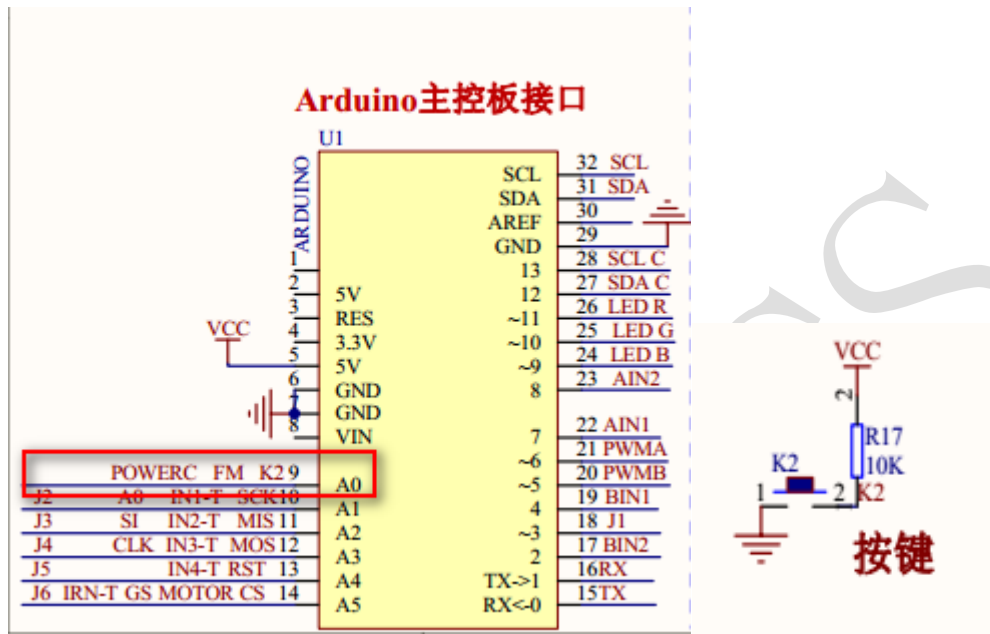 Arduino主控板接口
U1
ARDUINO
1
2 5V
3 RES
VCC 4 3.3V
5 5V
6 GND
7 GND
8 VIN
POWERC FM K2 9 A0
J2 A0 IN1-T SCK 10 A1
J3 SI IN2-T MIS 11 A2
J4 CLK IN3-T MOS 12 A3
J5 IN4-T RST 13 A4
J6 IRN-T GS MOTOR CS 14 A5
SCL 32 SCL
SDA 31 SDA
AREF 30
GND 29
13 28 SCL C
12 27 SDA C
~11 26 LED R
~10 25 LED G
~9 24 LED B
8 23 AIN2
7 22 AIN1
~6 21 PWMA
~5 20 PWMB
4 19 BIN1
~3 18 J1
2 17 BIN2
TX->1 16 RX
RX<-0 15 TX
VCC
2
R17
10K
K2
1 2 K2
按键